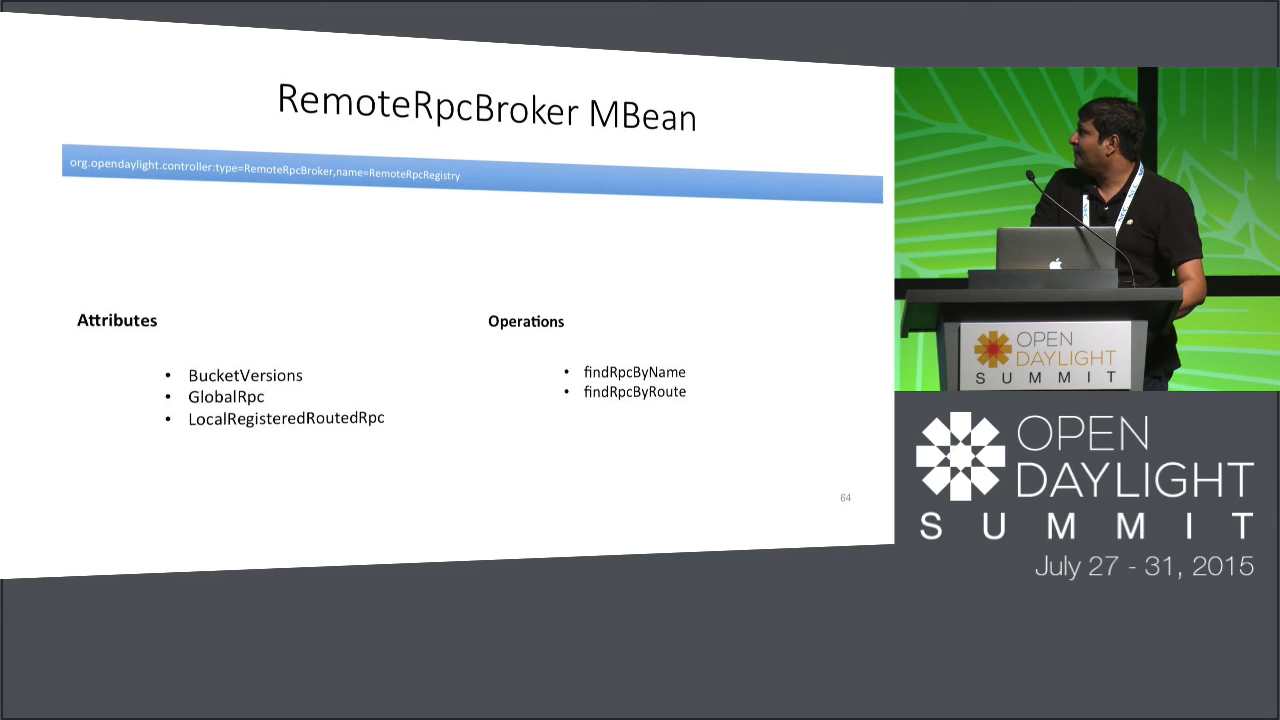 RemoteRpcBroker MBean
org.opendaylight.controller:type=RemoteRpcBroker,name=RemoteRpcRegistry
Attributes
• BucketVersions
• GlobalRpc
• LocalRegisteredRoutedRpc
Operations
• findRpcByName
• findRpcByRoute
64
OPEN
DAYLIGHT
SUMMIT
OPEN
DAYLIGHT
SUMMIT
July 27 - 31, 2015